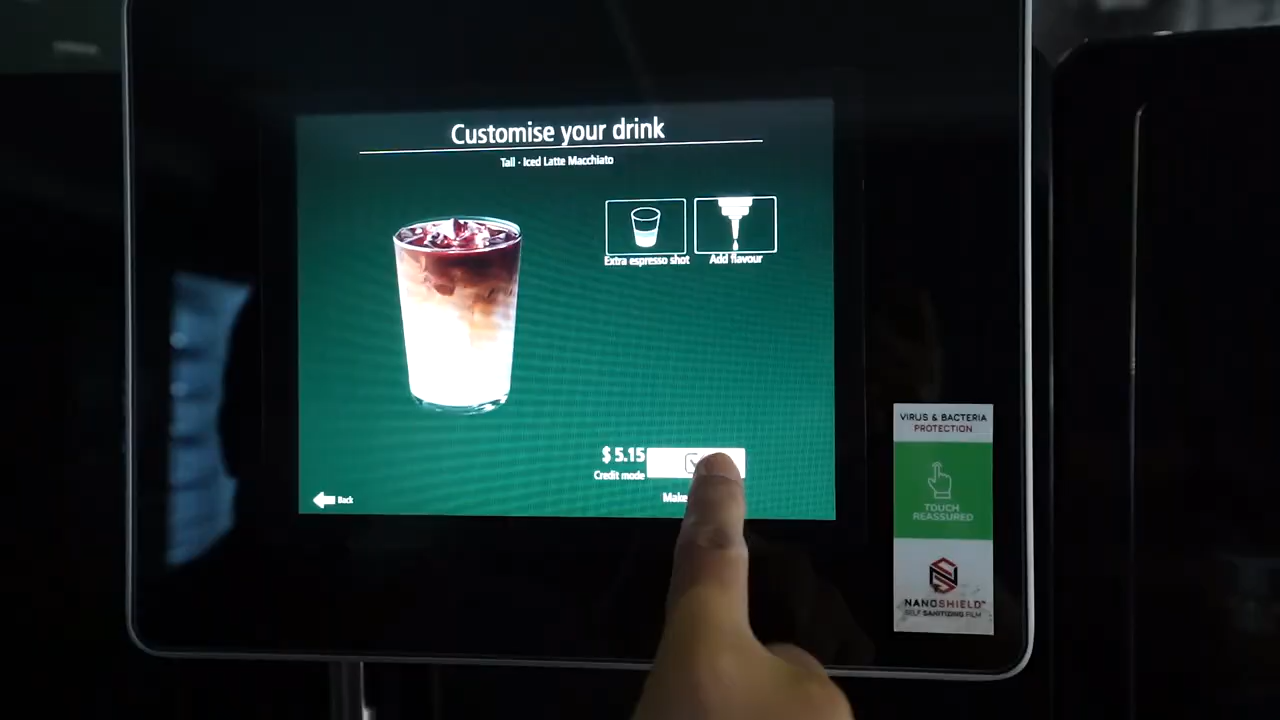 Customise your drink
Tall - Iced Latte Macchiato
Extra espresso shot
Add flavour
$ 5.15
Credit mode
Make
Back
VIRUS & BACTERIA
PROTECTION
TOUCH
REASSURED
NANOSHIELD™
SELF SANITIZING FILM